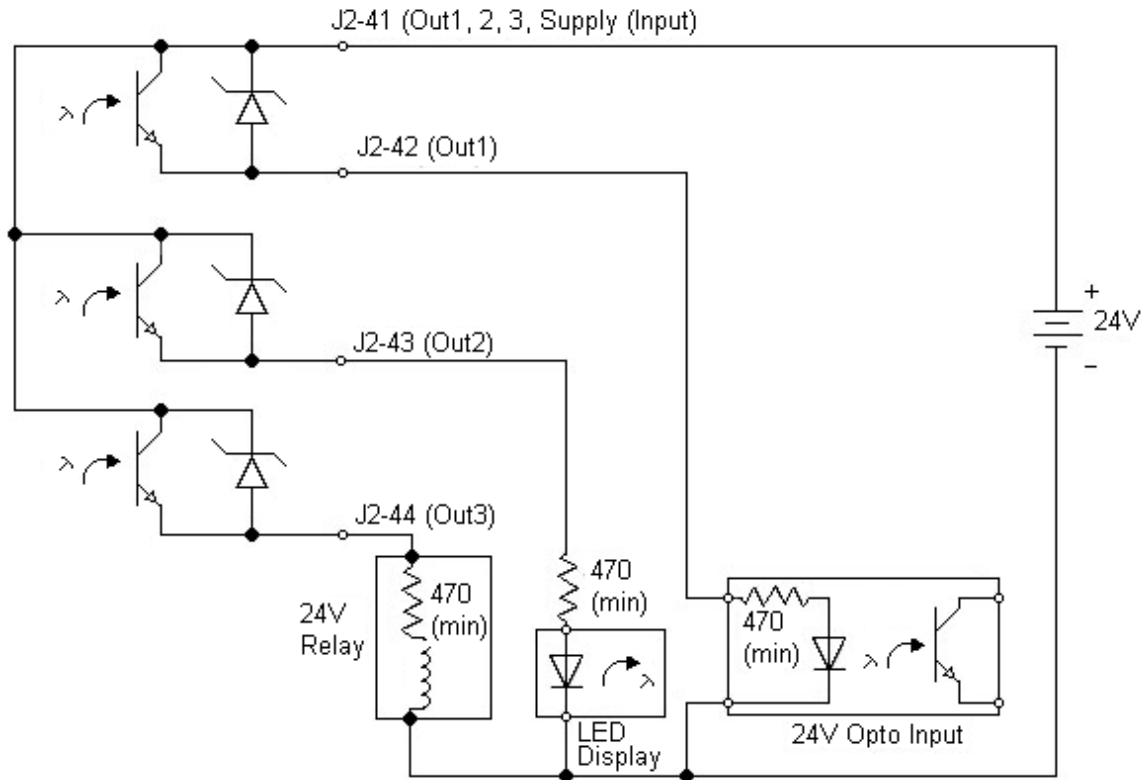 J2-41 (Out1, 2, 3, Supply (Input)
λ
J2-42 (Out1)
λ
+
24V
−
J2-43 (Out2)
λ
J2-44 (Out3)
24V
Relay
470
(min)
470
(min)
λ
LED
Display
470
(min)
λ
24V Opto Input